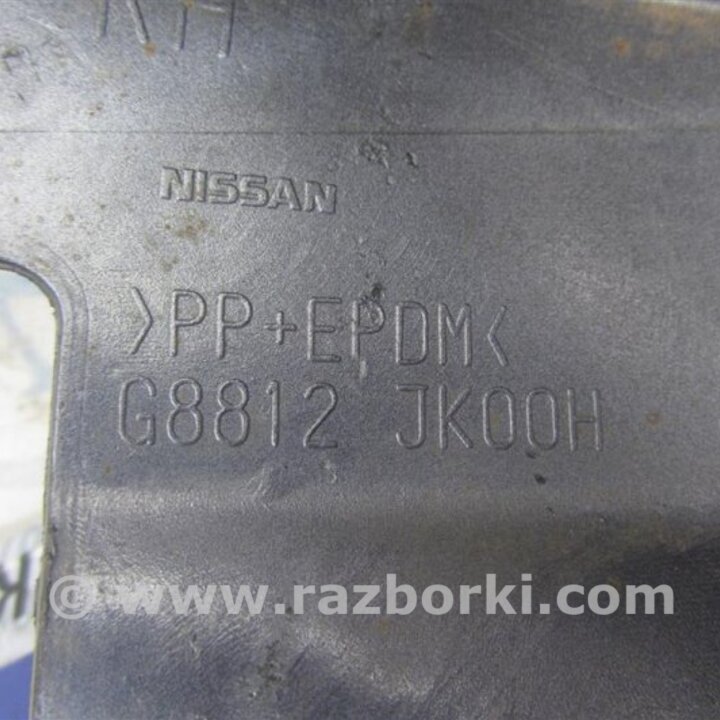 NISSAN
>PP+EPDM<
G8812 JK00H
© www.razborki.com